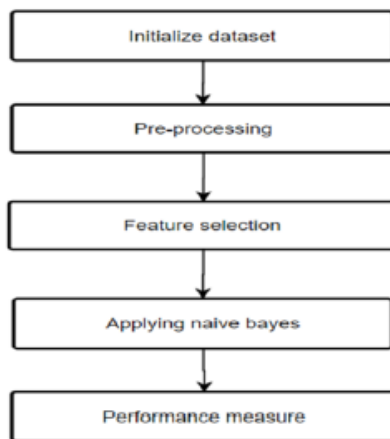 Initialize dataset
Pre-processing
Feature selection
Applying naive bayes
Performance measure